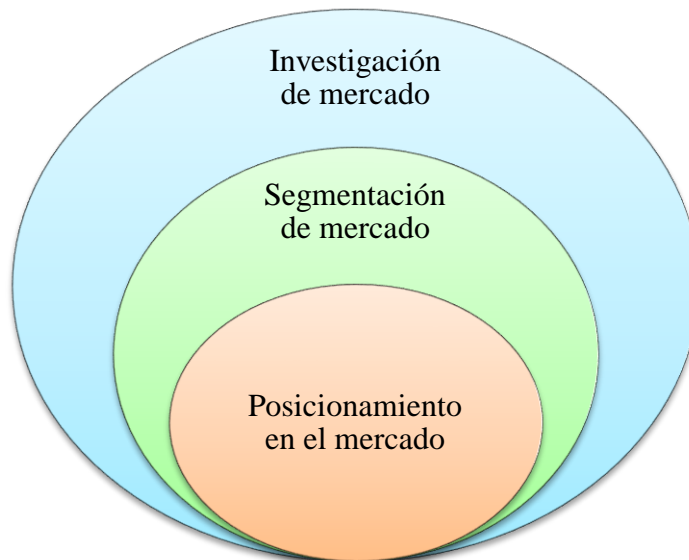 Investigación
de mercado
Segmentación
de mercado
Posicionamiento
en el mercado